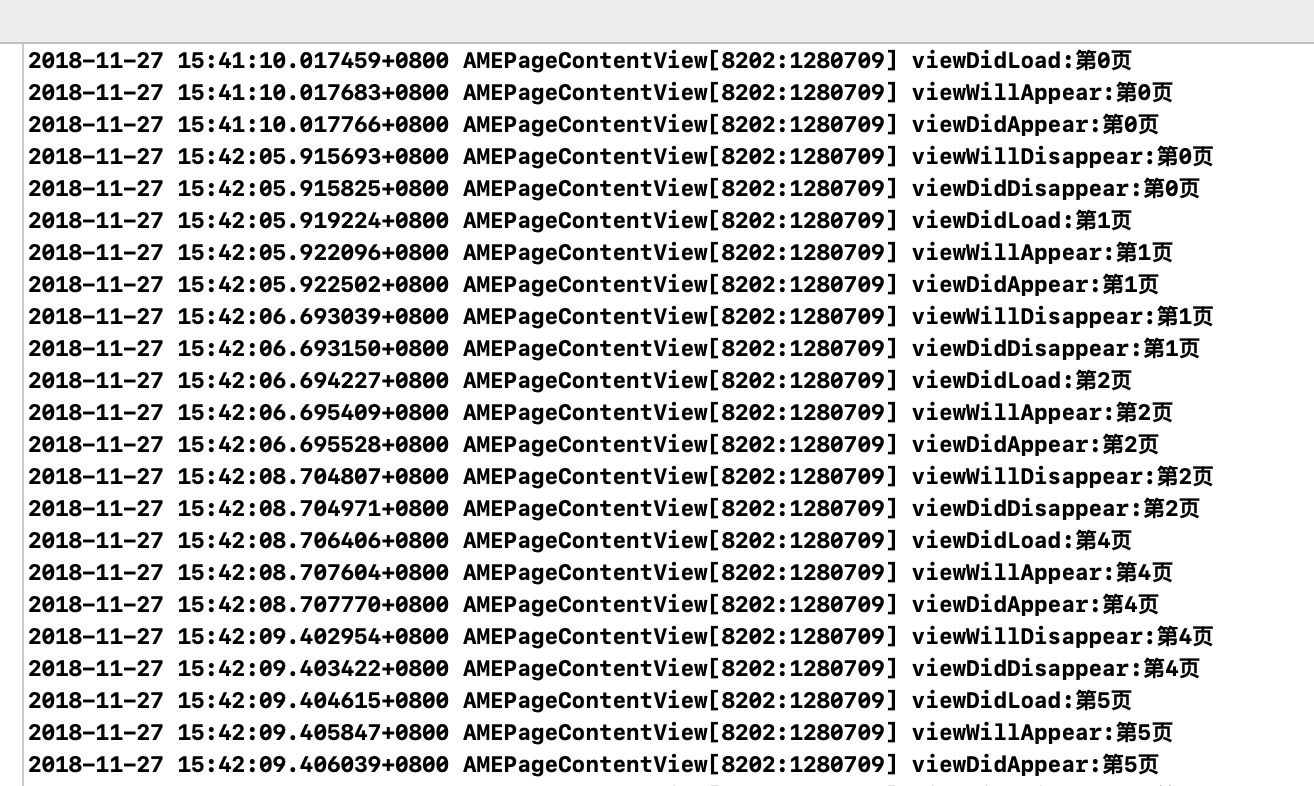 2018-11-27 15:41:10.017459+0800 AMEPageContentView[8202:1280709] viewDidLoad:第0页
2018-11-27 15:41:10.017683+0800 AMEPageContentView[8202:1280709] viewWillAppear:第0页
2018-11-27 15:41:10.017766+0800 AMEPageContentView[8202:1280709] viewDidAppear:第0页
2018-11-27 15:42:05.915693+0800 AMEPageContentView[8202:1280709] viewWillDisappear:第0页
2018-11-27 15:42:05.915825+0800 AMEPageContentView[8202:1280709] viewDidDisappear:第0页
2018-11-27 15:42:05.919224+0800 AMEPageContentView[8202:1280709] viewDidLoad:第1页
2018-11-27 15:42:05.922096+0800 AMEPageContentView[8202:1280709] viewWillAppear:第1页
2018-11-27 15:42:05.922502+0800 AMEPageContentView[8202:1280709] viewDidAppear:第1页
2018-11-27 15:42:06.693039+0800 AMEPageContentView[8202:1280709] viewWillDisappear:第1页
2018-11-27 15:42:06.693150+0800 AMEPageContentView[8202:1280709] viewDidDisappear:第1页
2018-11-27 15:42:06.694227+0800 AMEPageContentView[8202:1280709] viewDidLoad:第2页
2018-11-27 15:42:06.695409+0800 AMEPageContentView[8202:1280709] viewWillAppear:第2页
2018-11-27 15:42:06.695528+0800 AMEPageContentView[8202:1280709] viewDidAppear:第2页
2018-11-27 15:42:08.704807+0800 AMEPageContentView[8202:1280709] viewWillDisappear:第2页
2018-11-27 15:42:08.704971+0800 AMEPageContentView[8202:1280709] viewDidDisappear:第2页
2018-11-27 15:42:08.706406+0800 AMEPageContentView[8202:1280709] viewDidLoad:第4页
2018-11-27 15:42:08.707604+0800 AMEPageContentView[8202:1280709] viewWillAppear:第4页
2018-11-27 15:42:08.707770+0800 AMEPageContentView[8202:1280709] viewDidAppear:第4页
2018-11-27 15:42:09.402954+0800 AMEPageContentView[8202:1280709] viewWillDisappear:第4页
2018-11-27 15:42:09.403422+0800 AMEPageContentView[8202:1280709] viewDidDisappear:第4页
2018-11-27 15:42:09.404615+0800 AMEPageContentView[8202:1280709] viewDidLoad:第5页
2018-11-27 15:42:09.405847+0800 AMEPageContentView[8202:1280709] viewWillAppear:第5页
2018-11-27 15:42:09.406039+0800 AMEPageContentView[8202:1280709] viewDidAppear:第5页